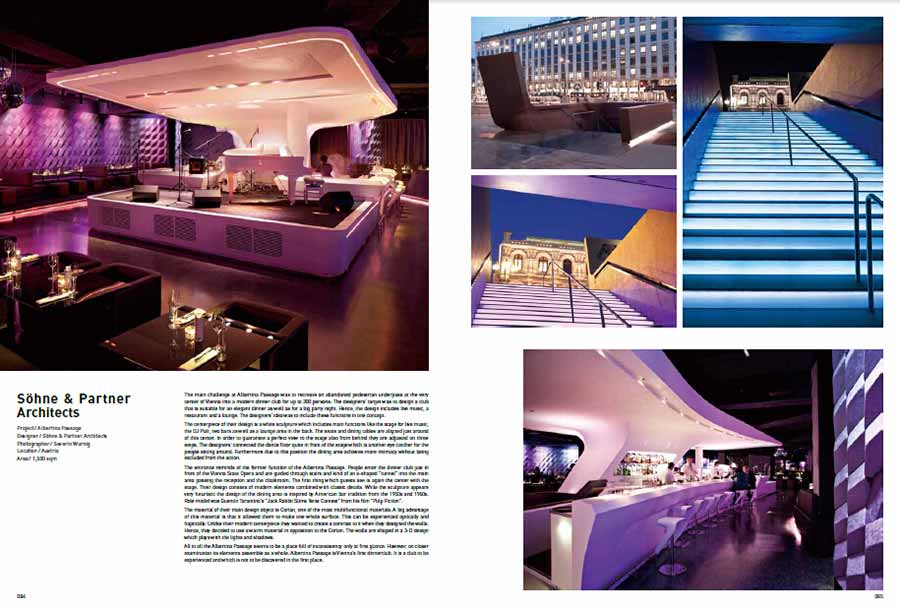 Söhne & Partner
Architects
Project/ Albertina Passage
Designer / Söhne & Partner Architects
Photographer / Severin Wurnig
Location / Austria
Area / 1,300 sqm
The main challenge at Albertina Passage was to recreate an abandoned pedestrian underpass at the very
center of Vienna into a modern dinner club for up to 300 persons. The designers' target was to design a club
that is suitable for an elegant dinner as well as for a big party night. Hence, the design includes live music, a
restaurant and a lounge. The designers' idea was to include these functions in one concept.
The centerpiece of their design is a white sculpture which includes main functions like the stage for live music,
the DJ Pult, two bars as well as a lounge area in the back. The seats and dining tables are aligned just around
of this center. In order to guarantee a perfect view to the stage also from behind they are adjusted on three
steps. The designers' connected the dance floor quite in front of the stage which is another eye catcher for the
people strolling around. Furthermore due to this position the dining area achieves more intimacy without being
excluded from the action.
The entrance reminds of the former function of the Albertina Passage. People enter the dinner club just in
front of the Vienna State Opera and are guided through stairs and kind of an s-shaped "tunnel" into the main
area passing the reception and the cloakroom. The first thing which guests see is again the center with the
stage. Their design consists of modern elements combined with classic details. While the sculpture appears
very futuristic the design of the dining area is inspired by American bar tradition from the 1950s and 1960s.
Role model was Quentin Tarantino's "Jack Rabbit Slims Twist Contest" from his film "Pulp Fiction".
The material of their main design object is Corian, one of the most multifunctional materials. A big advantage
of this material is that it allowed them to make one whole surface. This can be experienced optically and
haptically. Unlike their modern centerpiece they wanted to create a contrast to it when they designed the walls.
Hence, they decided to use a warm material in opposition to the Corian. The walls are shaped in a 3-D design
which plays with the lights and shadows.
All in all the Albertina Passage seems to be a place full of inconsistency only at first glance. However, on closer
examination its elements assemble as a whole. Albertina Passage is Vienna's first dinnerclub. It is a club to be
experienced and which is not to be discovered in the first place.
084
085